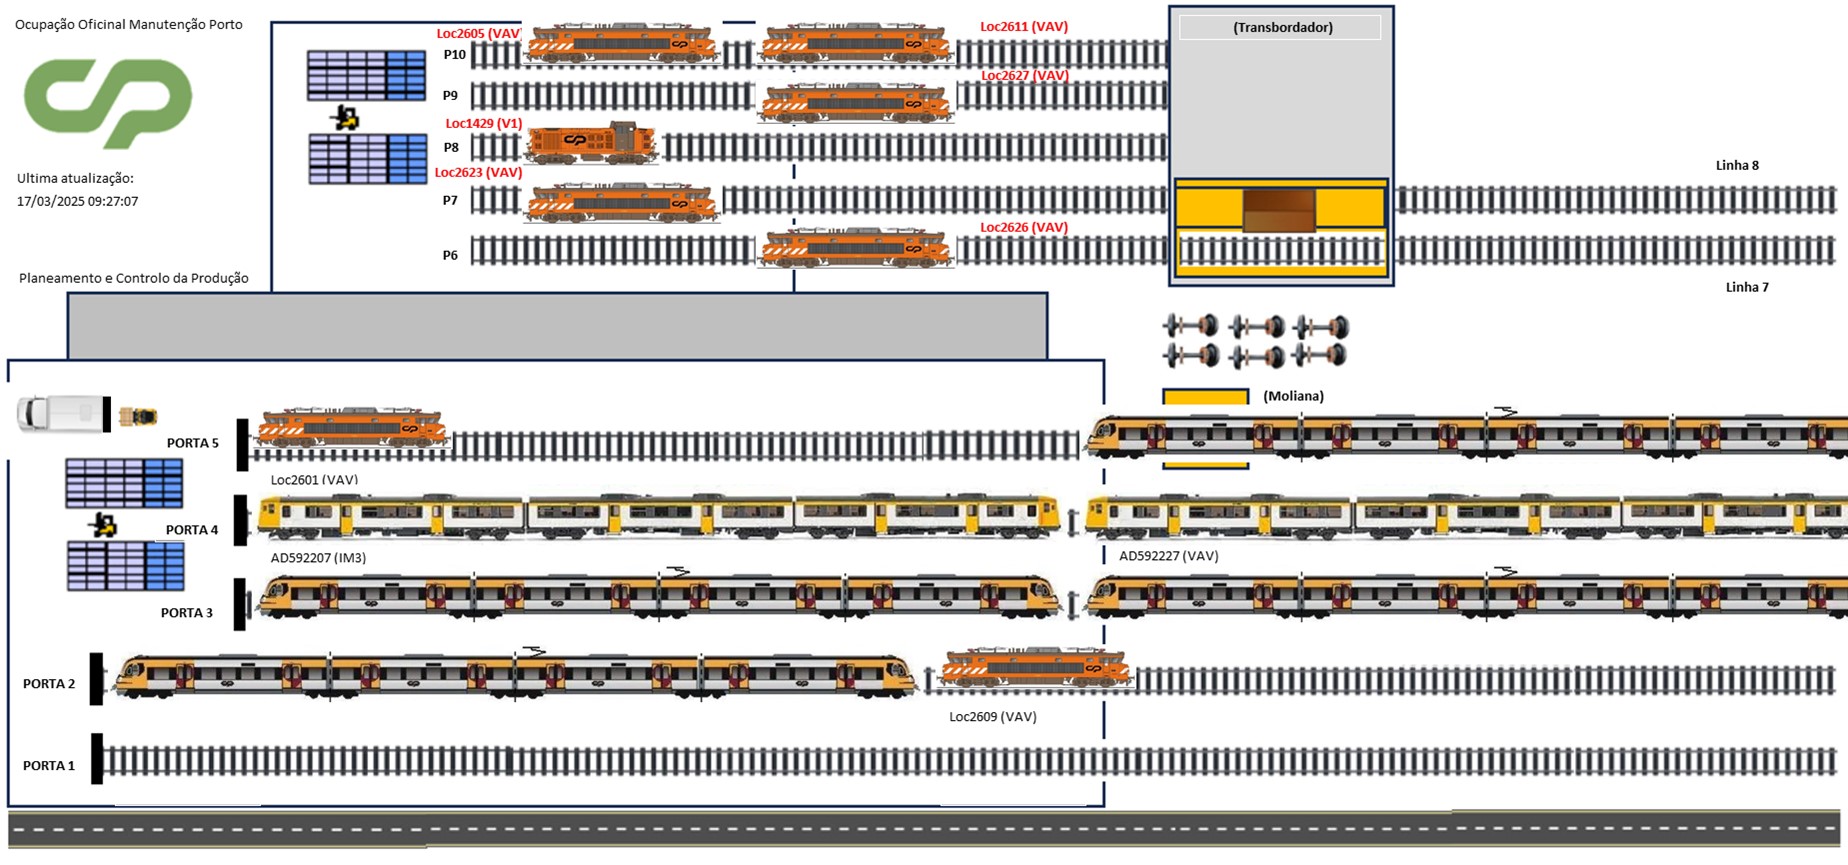 Ocupação Oficinal Manutenção Porto
Ultima atualização:
17/03/2025 09:27:07
Planeamento e Controlo da Produção
Loc2605 (VAV)
Loc2611 (VAV)
P10
Loc2627 (VAV)
P9
Loc1429 (V1)
P8
Loc2623 (VAV)
P7
Loc2626 (VAV)
P6
(Transbordador)
Linha 8
Linha 7
(Moliana)
PORTA 5
Loc2601 (VAV)
PORTA 4
AD592207 (IM3)
AD592227 (VAV)
PORTA 3
PORTA 2
Loc2609 (VAV)
PORTA 1